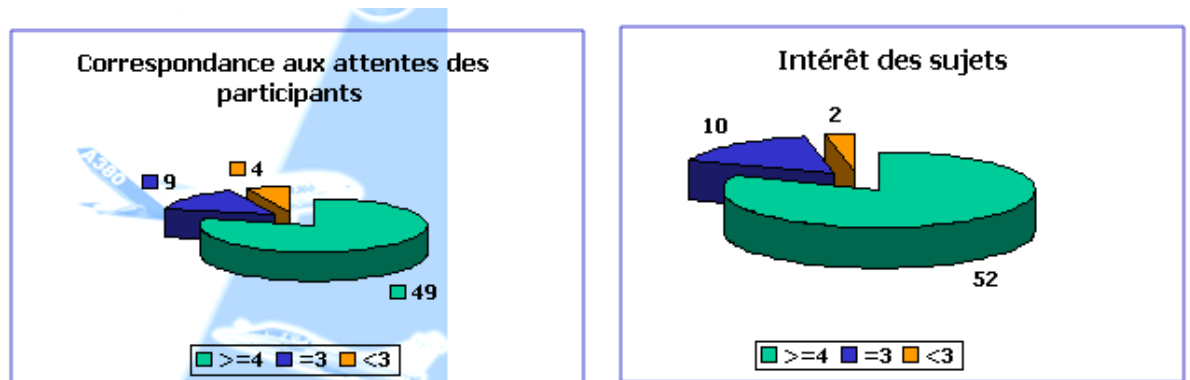 Correspondance aux attentes des
participants
A380
9
4
49
>=4 =3 <3
Intérêt des sujets
10
2
52
>=4 =3 <3